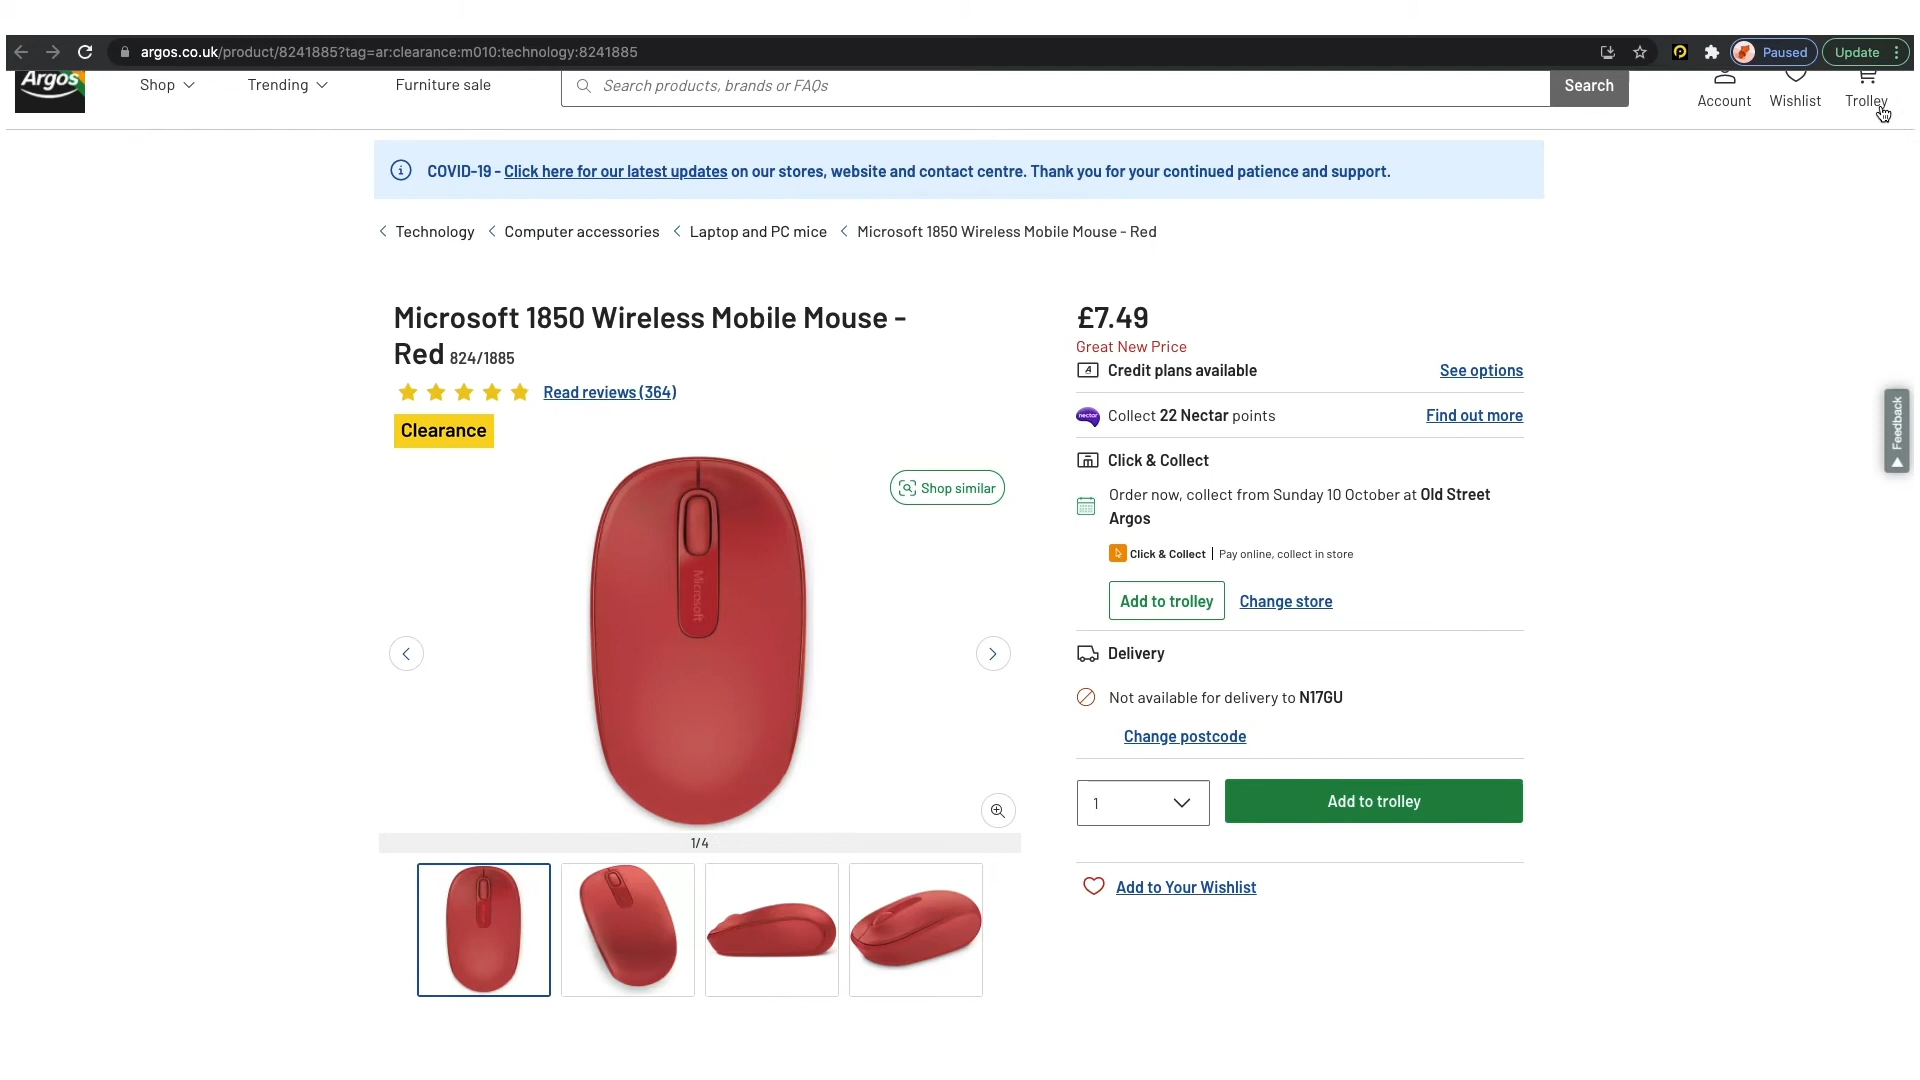 argos.co.uk/product/8241885?tag=ar:clearance:m010:technology:8241885
Paused
Update
Argos
Shop
Trending
Furniture sale
Search products, brands or FAQs
Search
Account
Wishlist
Trolley
COVID-19 - Click here for our latest updates on our stores, website and contact centre. Thank you for your continued patience and support.
Technology
Computer accessories
Laptop and PC mice
Microsoft 1850 Wireless Mobile Mouse - Red
Microsoft 1850 Wireless Mobile Mouse -
Red 824/1885
Read reviews (364)
Clearance
Shop similar
Microsoft
1/4
£7.49
Great New Price
Credit plans available
See options
nectar
Collect 22 Nectar points
Find out more
Click & Collect
Order now, collect from Sunday 10 October at Old Street
Argos
Click & Collect | Pay online, collect in store
Add to trolley
Change store
Delivery
Not available for delivery to N17GU
Change postcode
1
Add to trolley
Add to Your Wishlist
Feedback